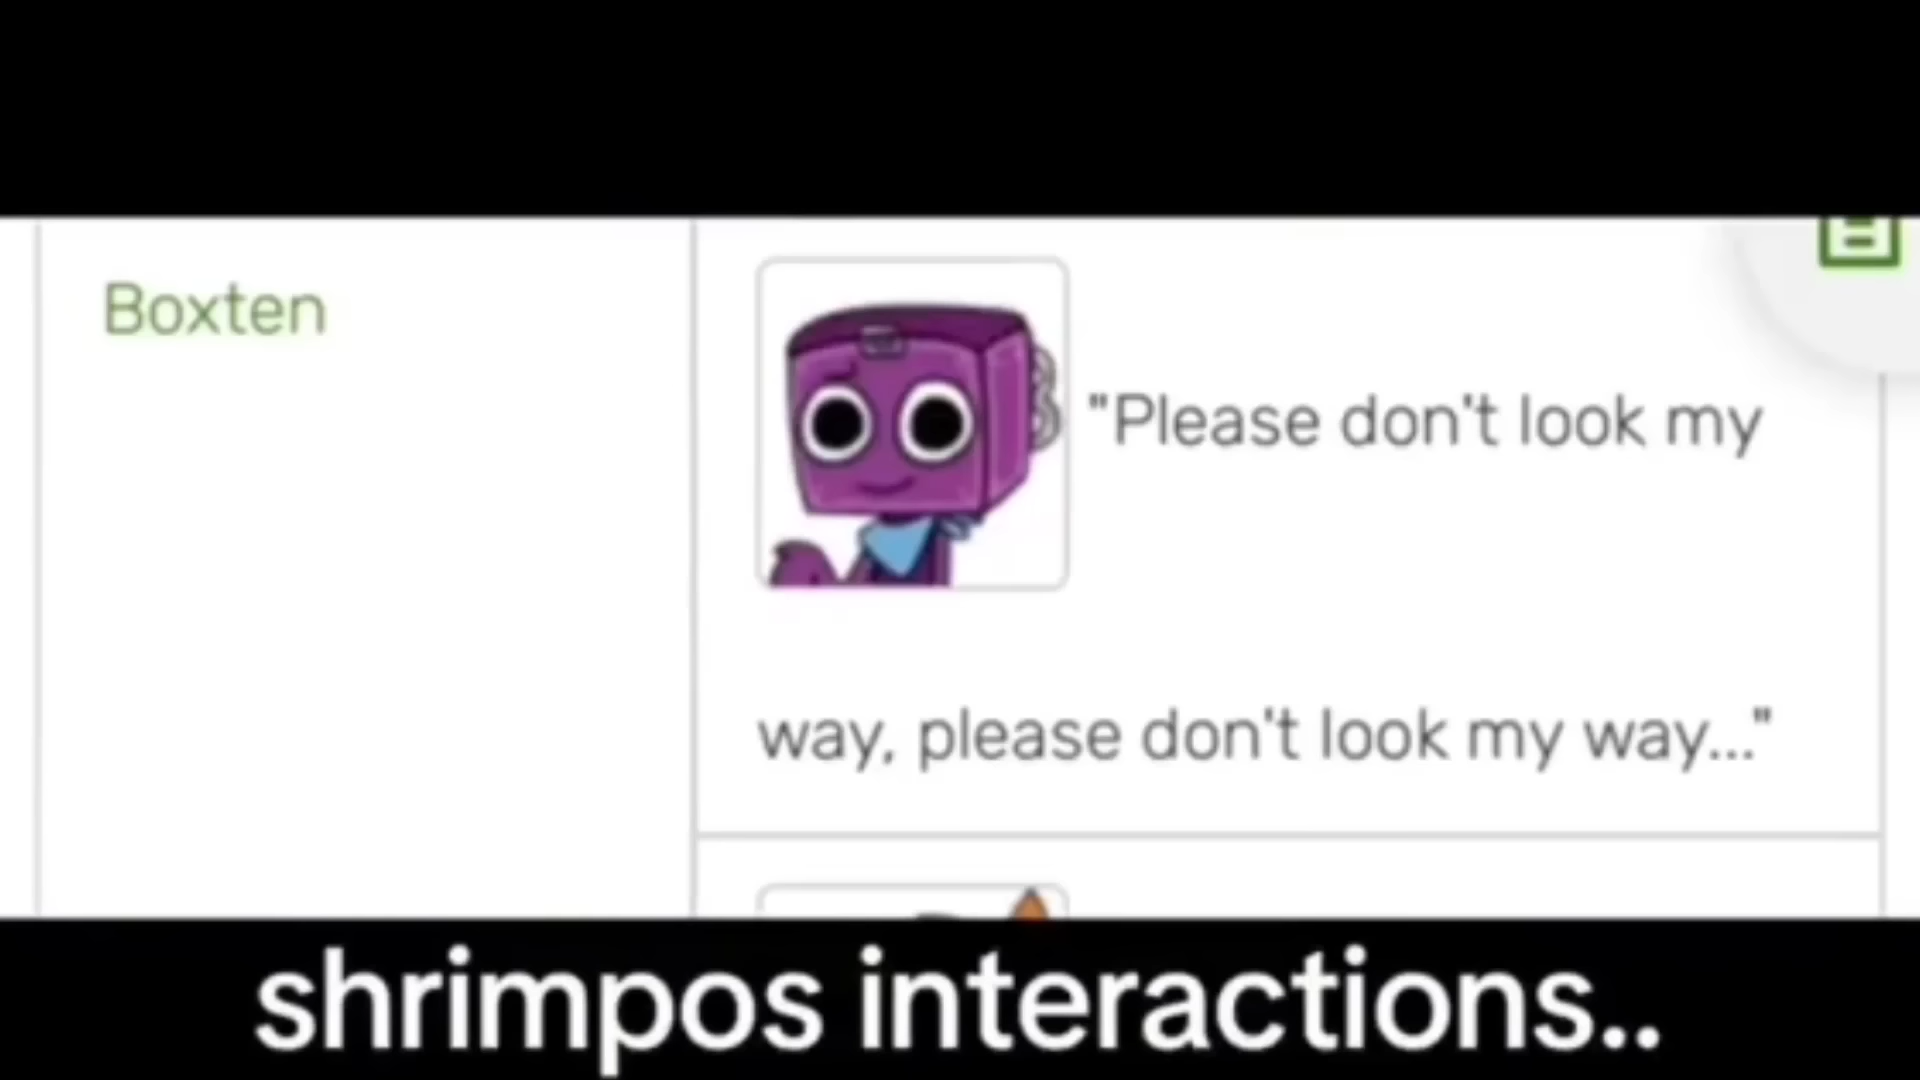 Boxten
"Please don't look my
way, please don't look my way..."
shrimpos interactions..